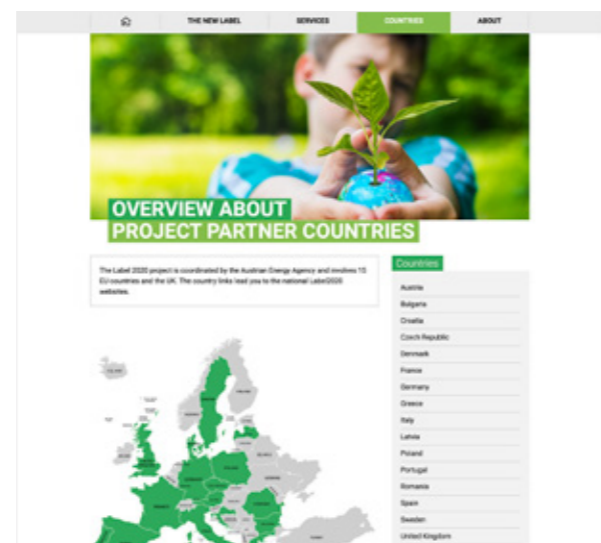 THE NEW LABEL
SERVICES
COUNTRIES
ABOUT
OVERVIEW ABOUT
PROJECT PARTNER COUNTRIES
The Label 2020 project is coordinated by the Austrian Energy Agency and involves 15
EU countries and the UK. The country links lead you to the national Label2020
websites.
Countries
Austria
Bulgaria
Croatia
Czech Republic
Denmark
France
Germany
Greece
Italy
Latvia
Poland
Portugal
Romania
Spain
Sweden
United Kingdom